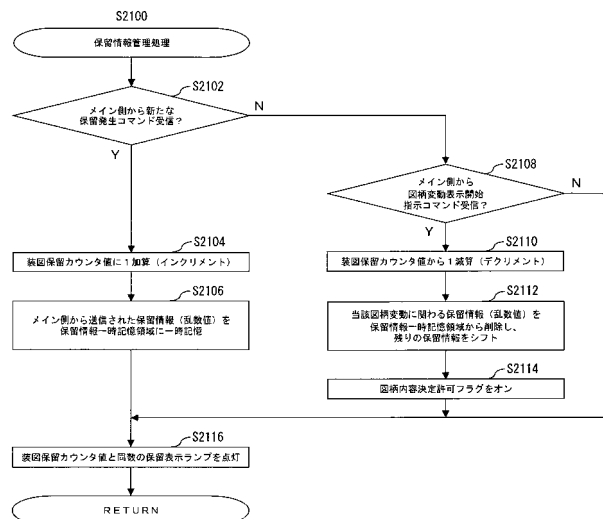 S2100
保留情報管理処理
S2102
メイン側から新たな
保留発生コマンド受信？
N
Y
S2108
メイン側から
図柄変動表示開始
指示コマンド受信？
N
Y
S2104
装図保留カウンタ値に１加算（インクリメント）
S2110
装図保留カウンタ値から１減算（デクリメント）
S2106
メイン側から送信された保留情報（乱数値）を
保留情報一時記憶領域に一時記憶
S2112
当該図柄変動に関わる保留情報（乱数値）を
保留情報一時記憶領域から削除し、
残りの保留情報をシフト
S2114
図柄内容決定許可フラグをオン
S2116
装図保留カウンタ値と同数の保留表示ランプを点灯
RETURN